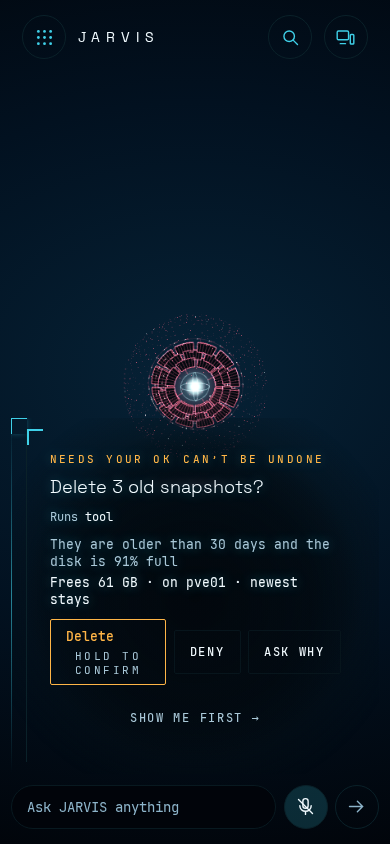 JARVIS
NEEDS YOUR OK CAN'T BE UNDONE
Delete 3 old snapshots?
Runs tool
They are older than 30 days and the
disk is 91% full
Frees 61 GB · on pve01 · newest
stays
Delete
HOLD TO
CONFIRM
DENY
ASK WHY
SHOW ME FIRST →
Ask JARVIS anything